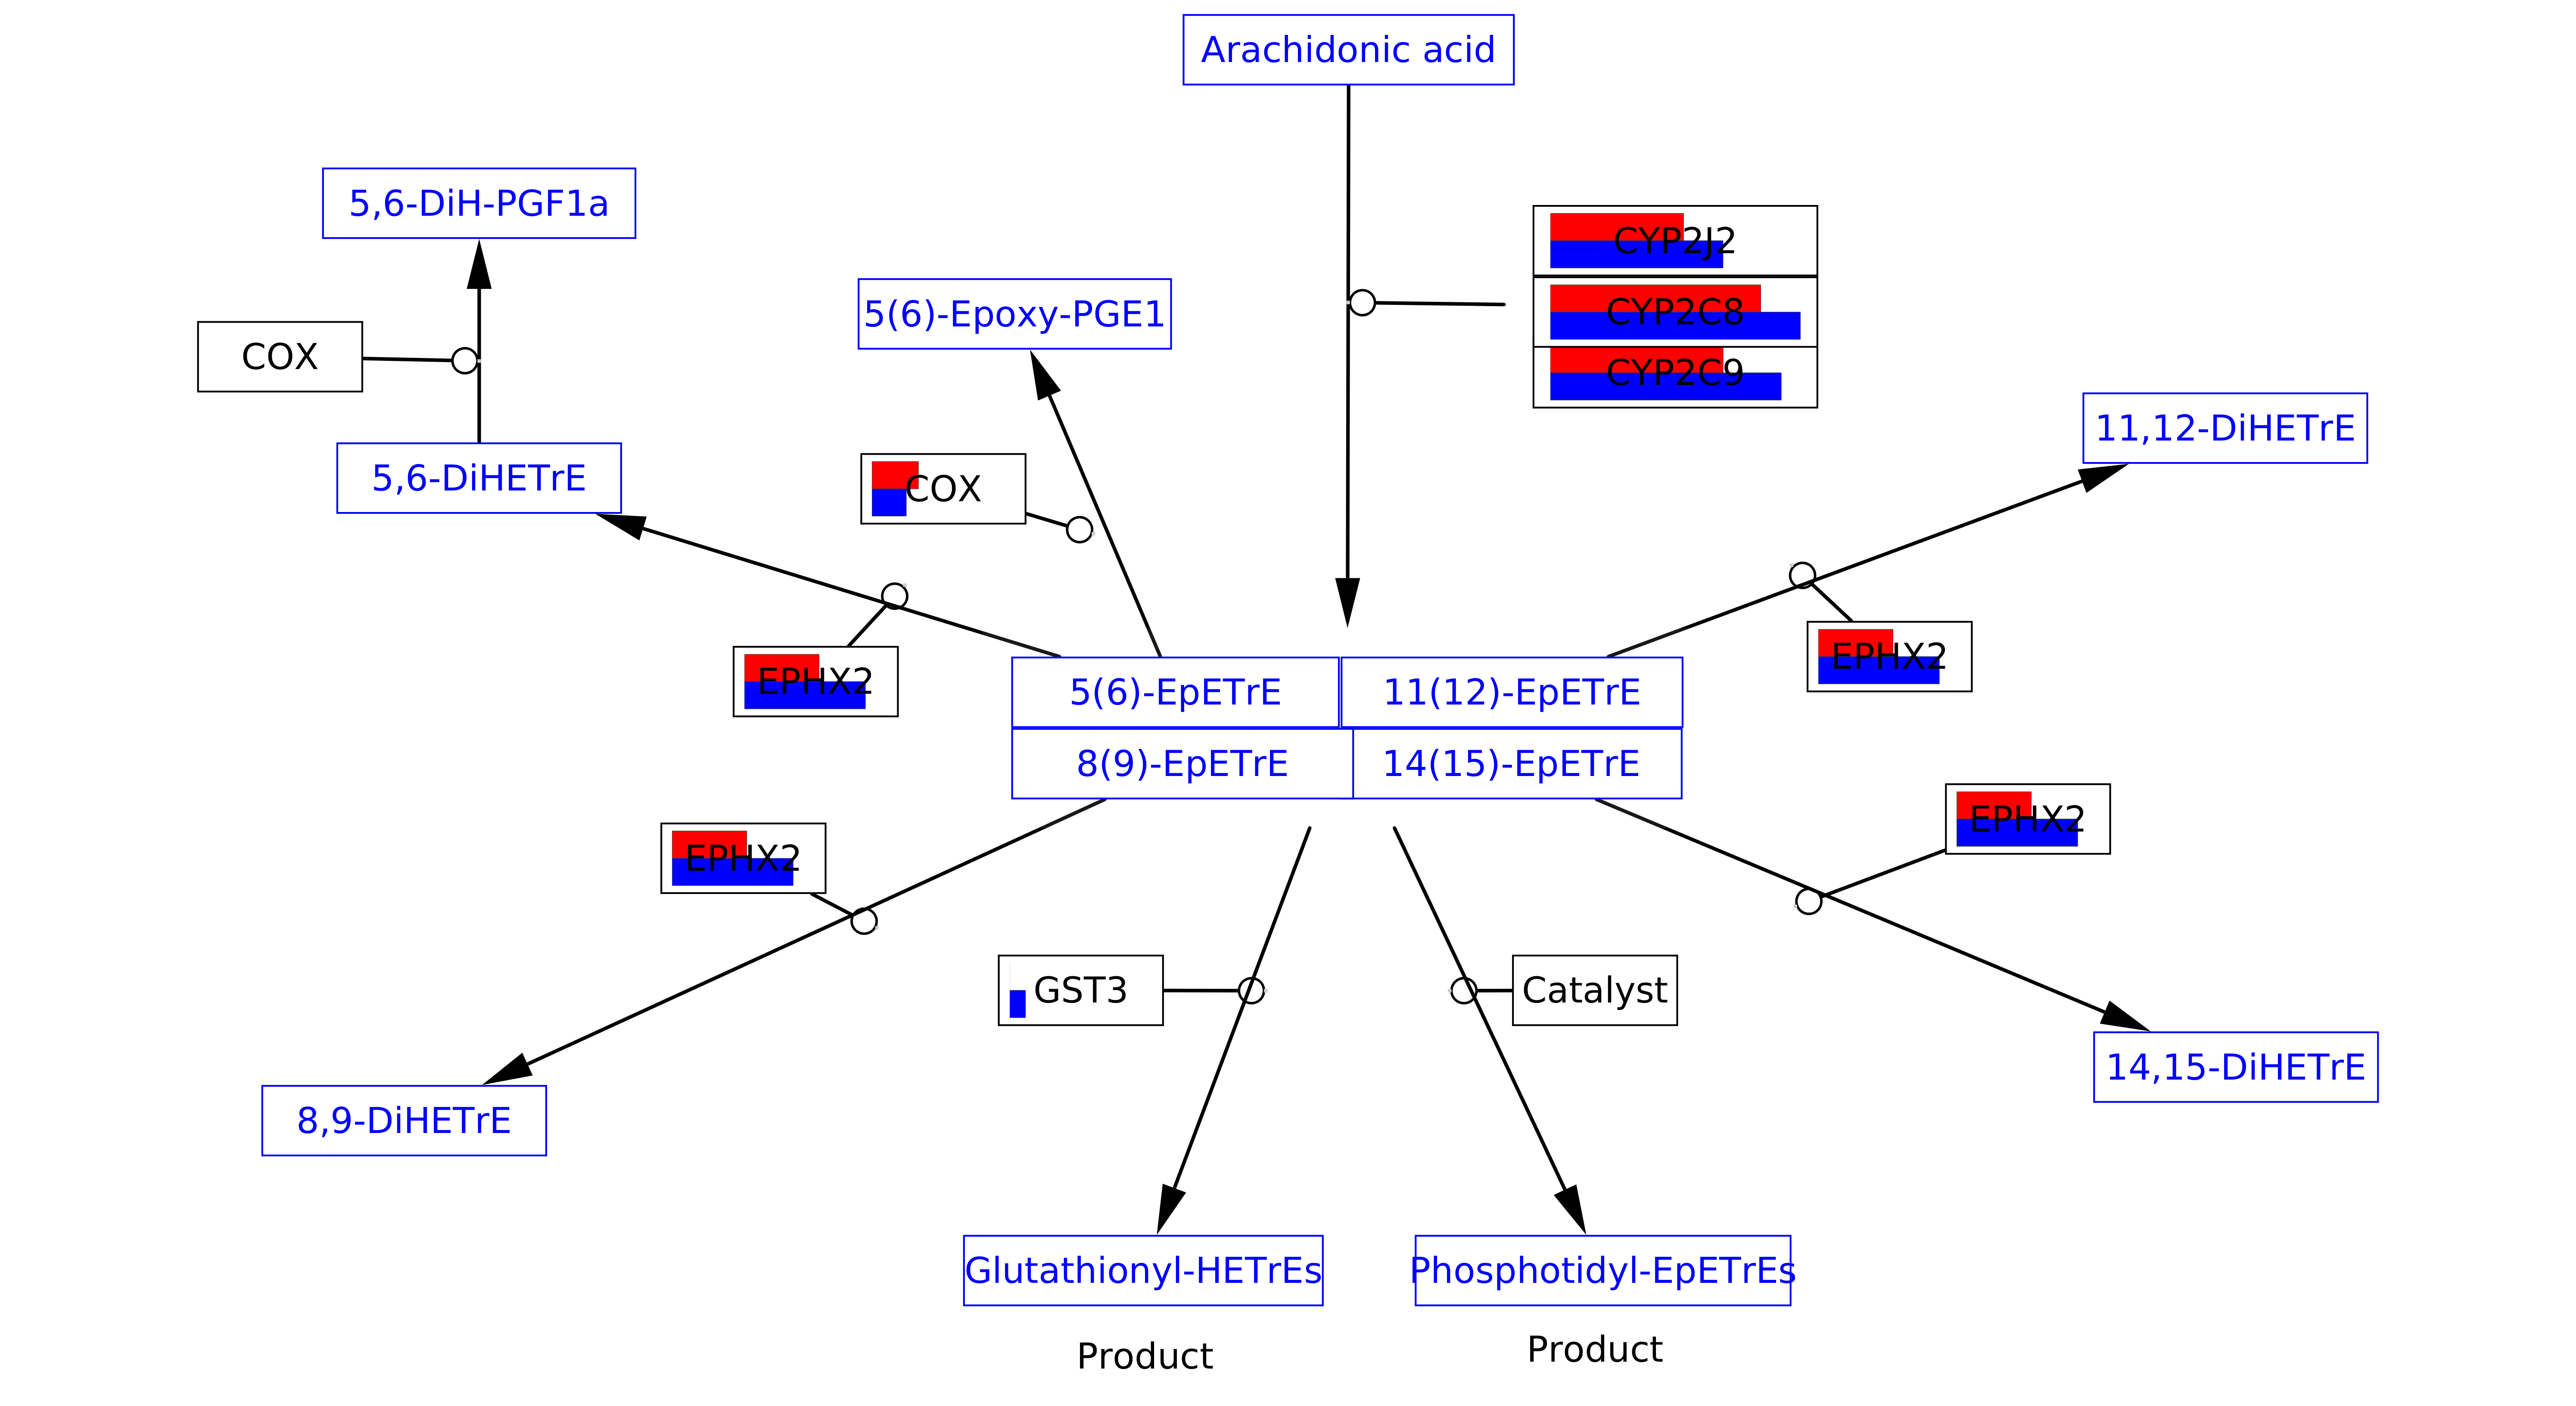 Arachidonic acid
5,6-DiH-PGF1a
CYP2J2
5(6)-Epoxy-PGE1
CYP2C8
COX
CYP2C9
11,12-DiHETrE
5,6-DiHETrE
COX
EPHX2
EPHX2
5(6)-EpETrE
11(12)-EpETrE
8(9)-EpETrE
14(15)-EpETrE
EPHX2
EPHX2
GST3
Catalyst
14,15-DiHETrE
8,9-DiHETrE
Glutathionyl-HETrEs
Phosphotidyl-EpETrEs
Product
Product